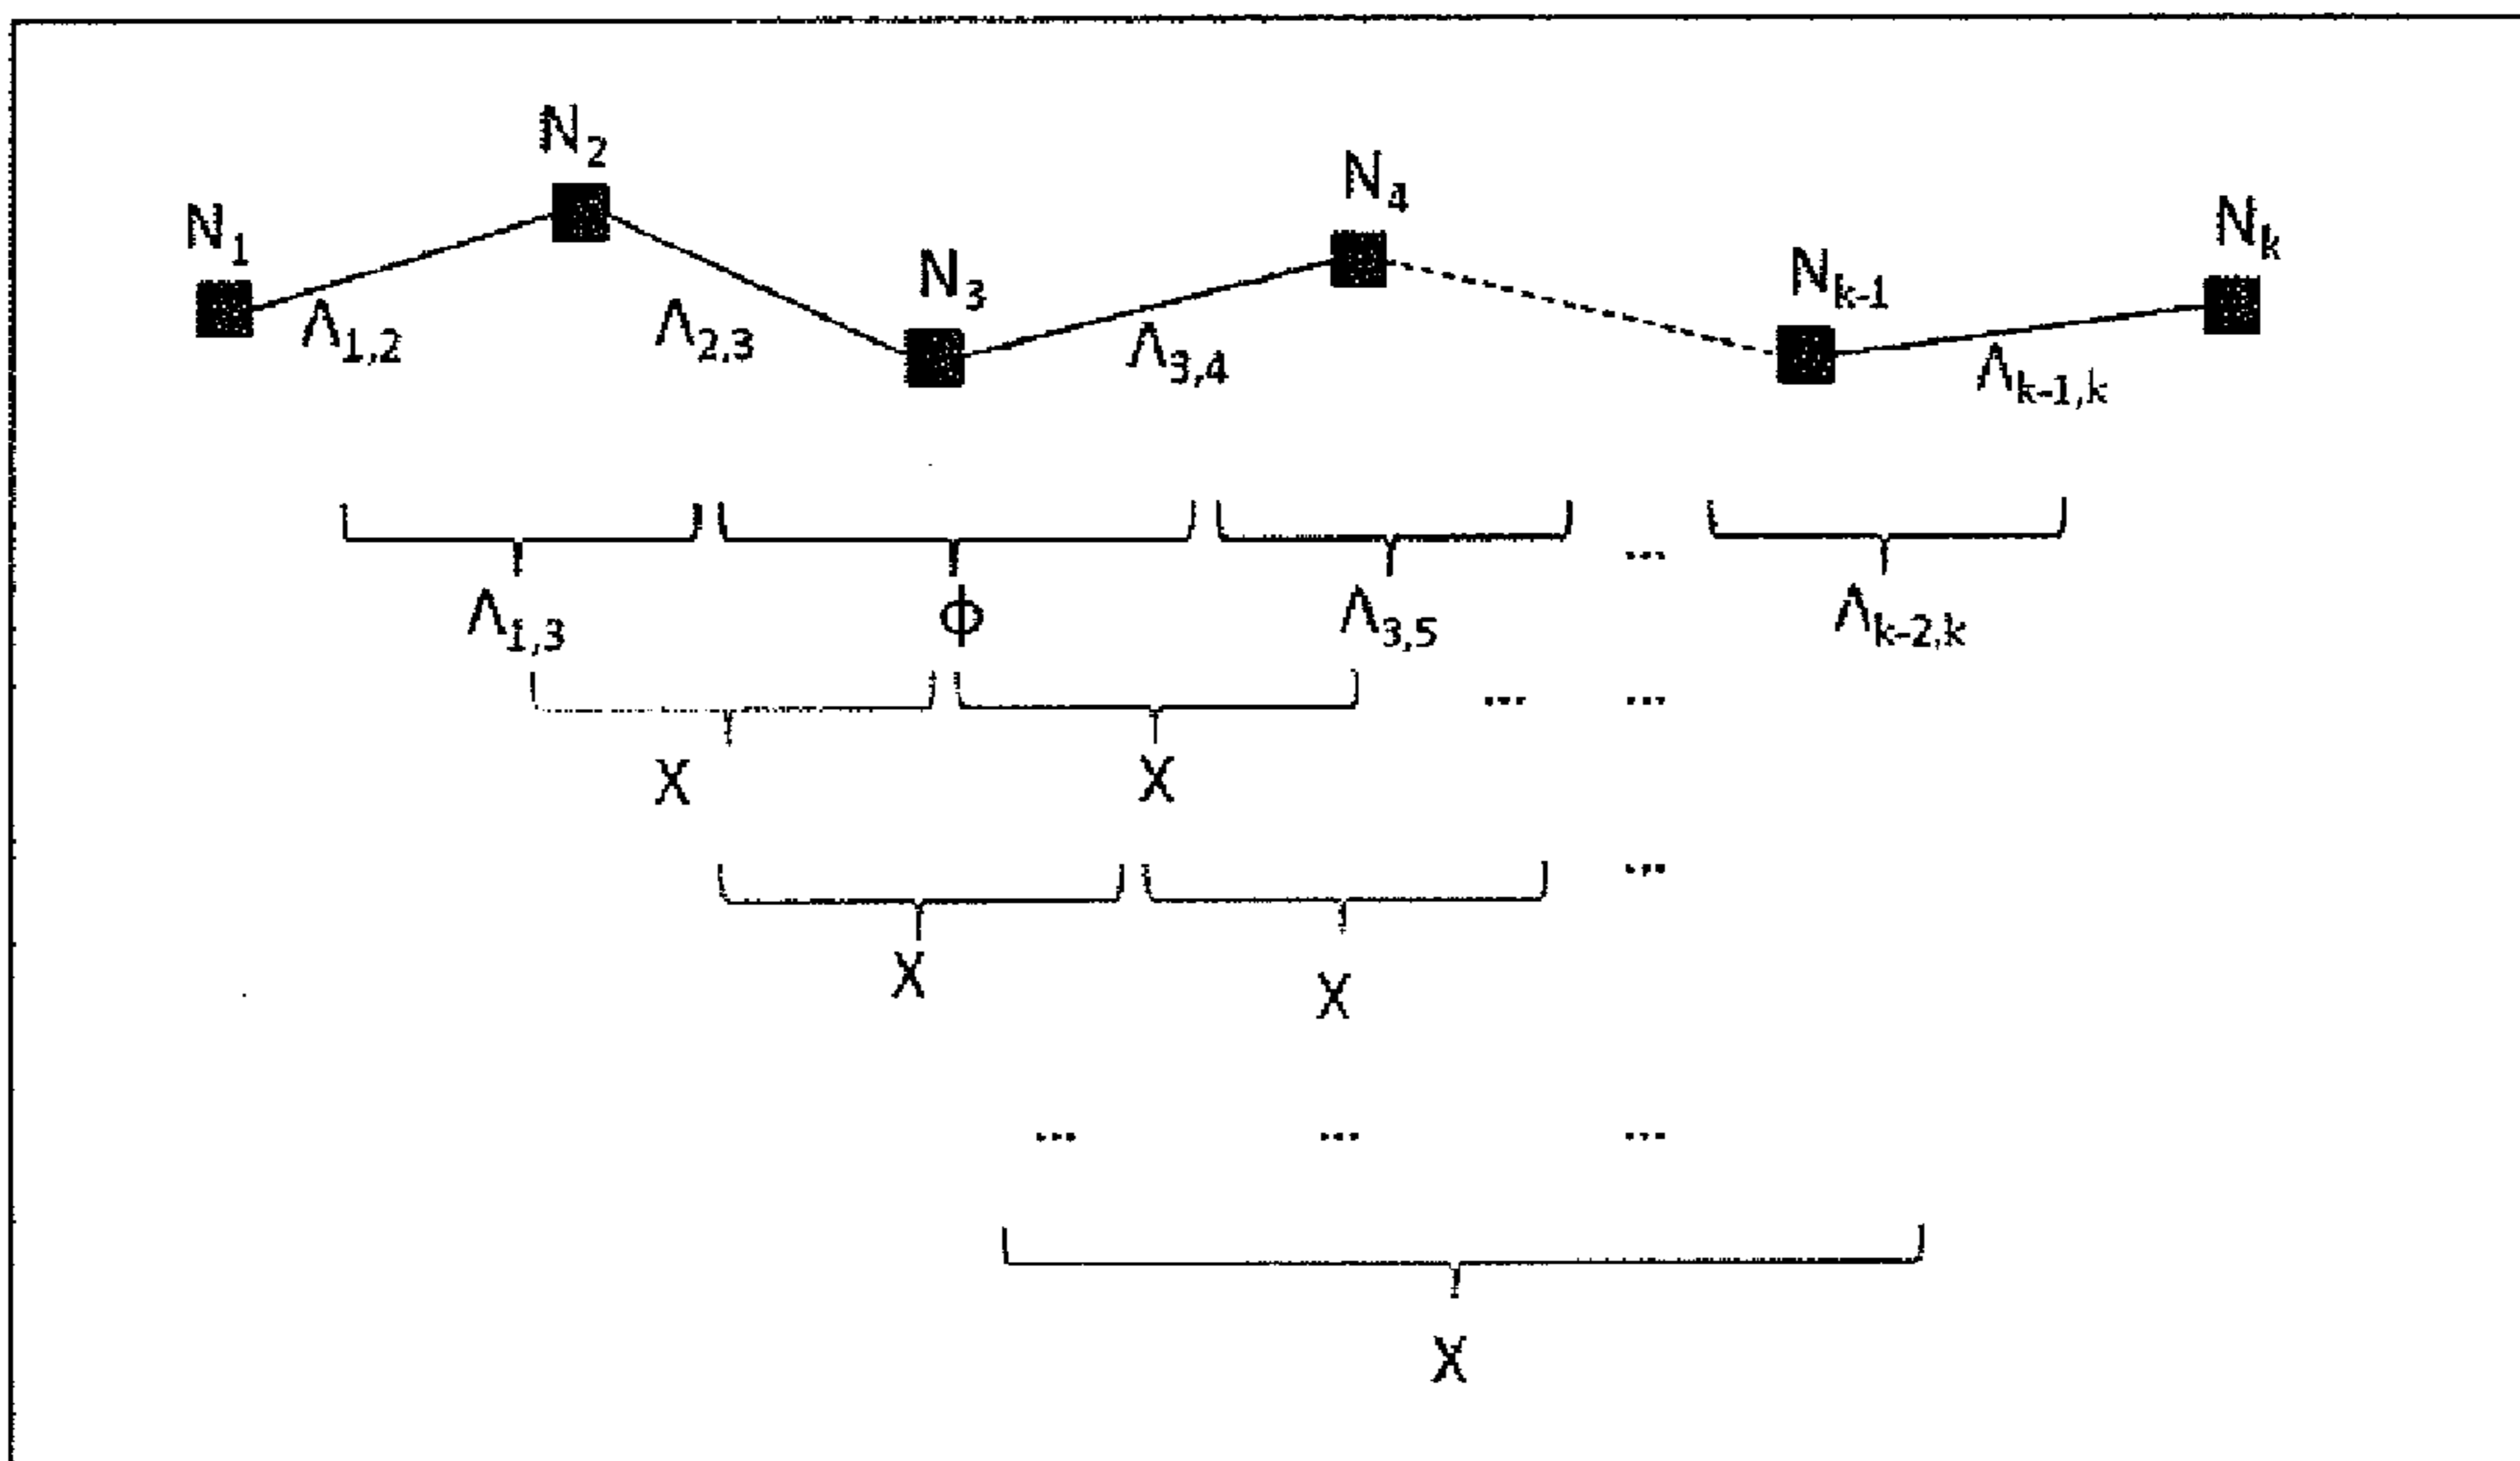 N₂
N₄
N₁ Nₖ
N₃ Nₖ₋₁
Λ₁,₂ Λ₂,₃ Λ₃,₄ Λₖ₋₁,ₖ
...
Λ₁,₃ Φ Λ₃,₅ Λₖ₋₂,ₖ
... ...
X X
...
X X
... ... ...
X